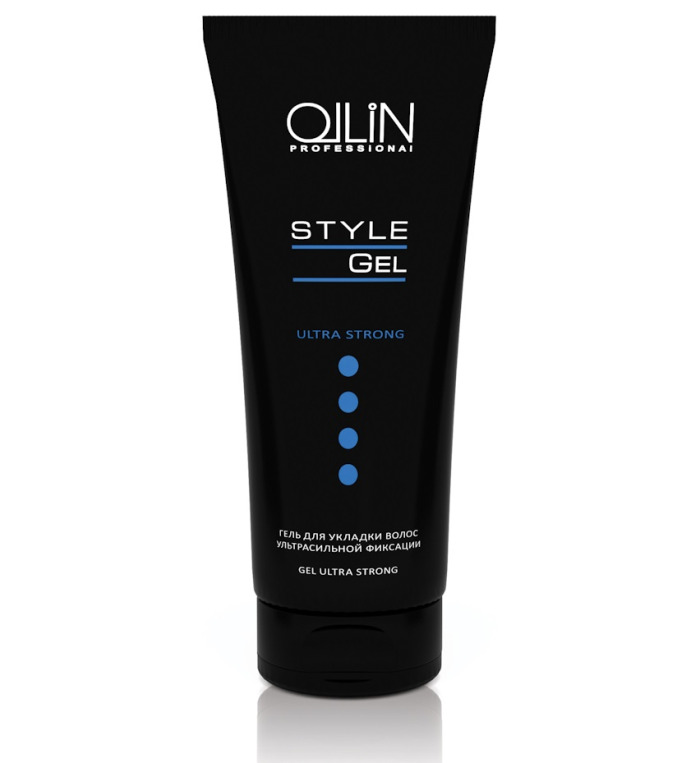 OLLIN
PROFESSIONAL
STYLE
GEL
ULTRA STRONG
ГЕЛЬ ДЛЯ УКЛАДКИ ВОЛОС
УЛЬТРАСИЛЬНОЙ ФИКСАЦИИ
GEL ULTRA STRONG